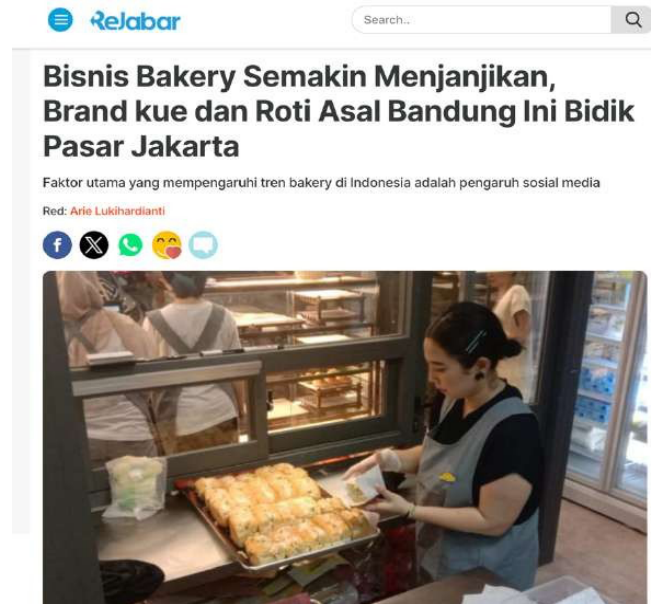 ReJabar
Search..
Bisnis Bakery Semakin Menjanjikan,
Brand kue dan Roti Asal Bandung Ini Bidik
Pasar Jakarta
Faktor utama yang mempengaruhi tren bakery di Indonesia adalah pengaruh sosial media
Red: Arie Lukihardianti